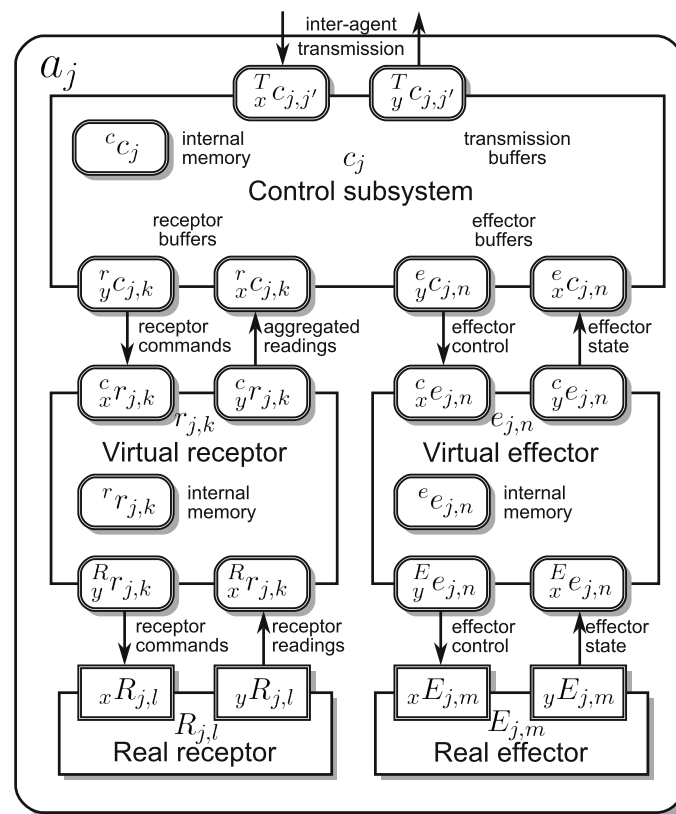 inter-agent
transmission
a_j
^T_x c_{j,j'} ^T_y c_{j,j'}
^c c_j internal
memory
transmission
buffers
c_j
Control subsystem
receptor
buffers
effector
buffers
^r_y c_{j,k} ^r_x c_{j,k} ^e_y c_{j,n} ^e_x c_{j,n}
receptor
commands
aggregated
readings
effector
control
effector
state
^c_x r_{j,k} ^c_y r_{j,k} ^c_x e_{j,n} ^c_y e_{j,n}
r_{j,k} e_{j,n}
Virtual receptor Virtual effector
^r r_{j,k} internal
memory
^e e_{j,n} internal
memory
^R_y r_{j,k} ^R_x r_{j,k} ^E_y e_{j,n} ^E_x e_{j,n}
receptor
commands
receptor
readings
effector
control
effector
state
_x R_{j,l} _y R_{j,l} _x E_{j,m} _y E_{j,m}
R_{j,l} E_{j,m}
Real receptor Real effector